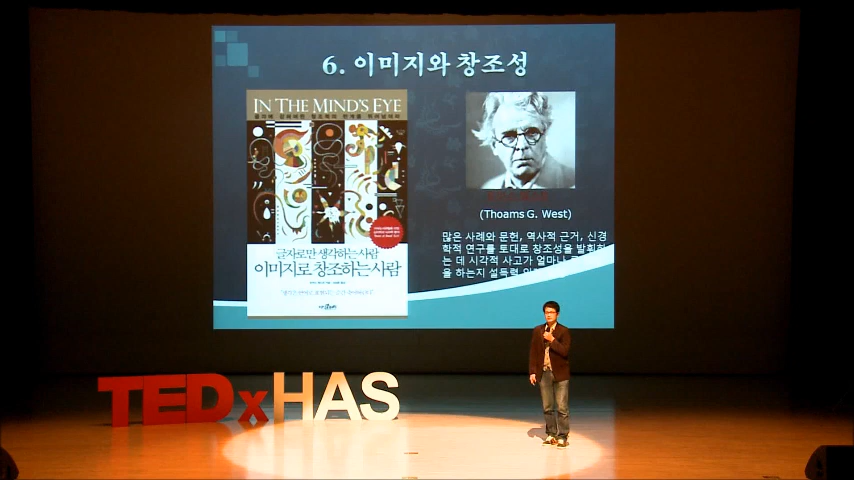 6. 이미지와 창조성
IN THE MIND'S EYE
글자로만 생각하는 사람
이미지로 창조하는 사람
(Thoams G. West)
많은 사례와 문헌, 역사적 근거, 신경
학적 연구를 토대로 창조성을 발휘하
는 데 시각적 사고가 얼마나
을 하는지 설득력
TEDxHAS